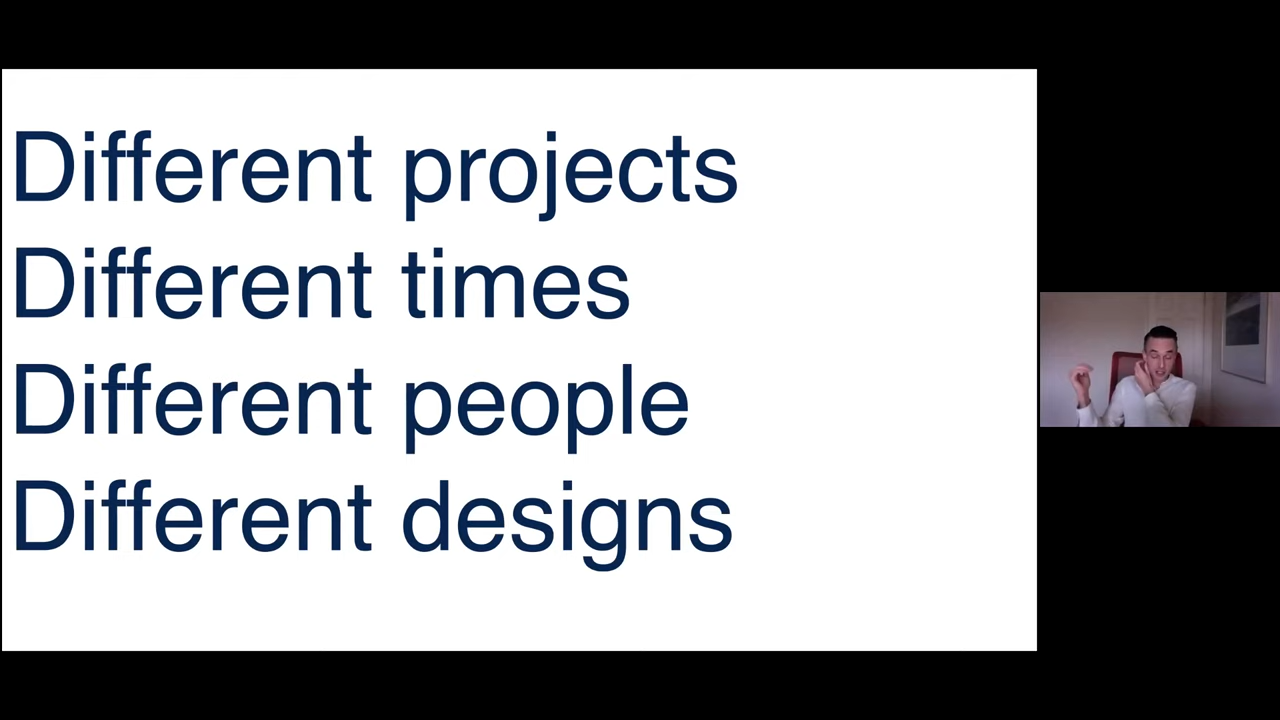 Different projects
Different times
Different people
Different designs